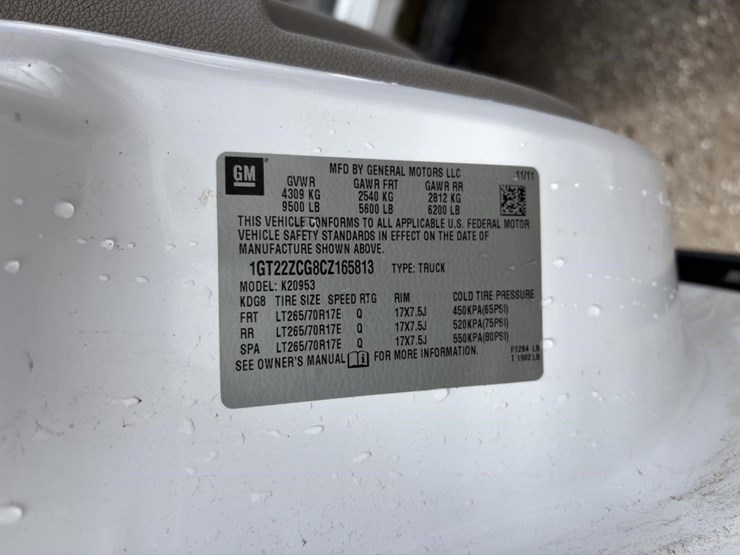 GM
MFD BY GENERAL MOTORS LLC 11/11
GVWR GAWR FRT GAWR RR
4309 KG 2540 KG 2812 KG
9500 LB 5600 LB 6200 LB
THIS VEHICLE CONFORMS TO ALL APPLICABLE U.S. FEDERAL MOTOR
VEHICLE SAFETY STANDARDS IN EFFECT ON THE DATE OF
MANUFACTURE SHOWN ABOVE.
1GT22ZCG8CZ165813 TYPE: TRUCK
MODEL: K20953
KDG8 TIRE SIZE SPEED RTG RIM COLD TIRE PRESSURE
FRT LT265/70R17E Q 17X7.5J 450KPA(65PSI)
RR LT265/70R17E Q 17X7.5J 520KPA(75PSI)
SPA LT265/70R17E Q 17X7.5J 550KPA(80PSI)
SEE OWNER'S MANUAL FOR MORE INFORMATION.
F1284 LB
T 1902 LB